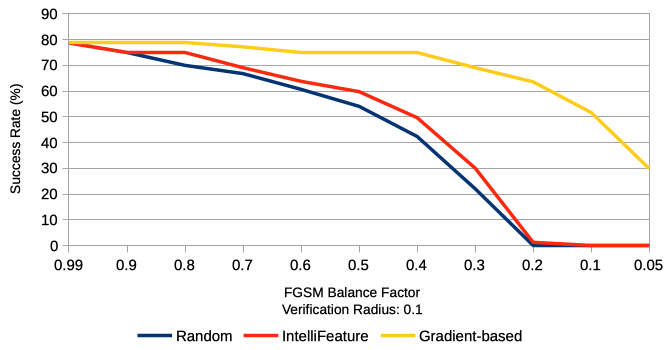 90
80
70
60
50
40
30
20
10
0
Success Rate (%)
0.99 0.9 0.8 0.7 0.6 0.5 0.4 0.3 0.2 0.1 0.05
FGSM Balance Factor
Verification Radius: 0.1
Random IntelliFeature Gradient-based